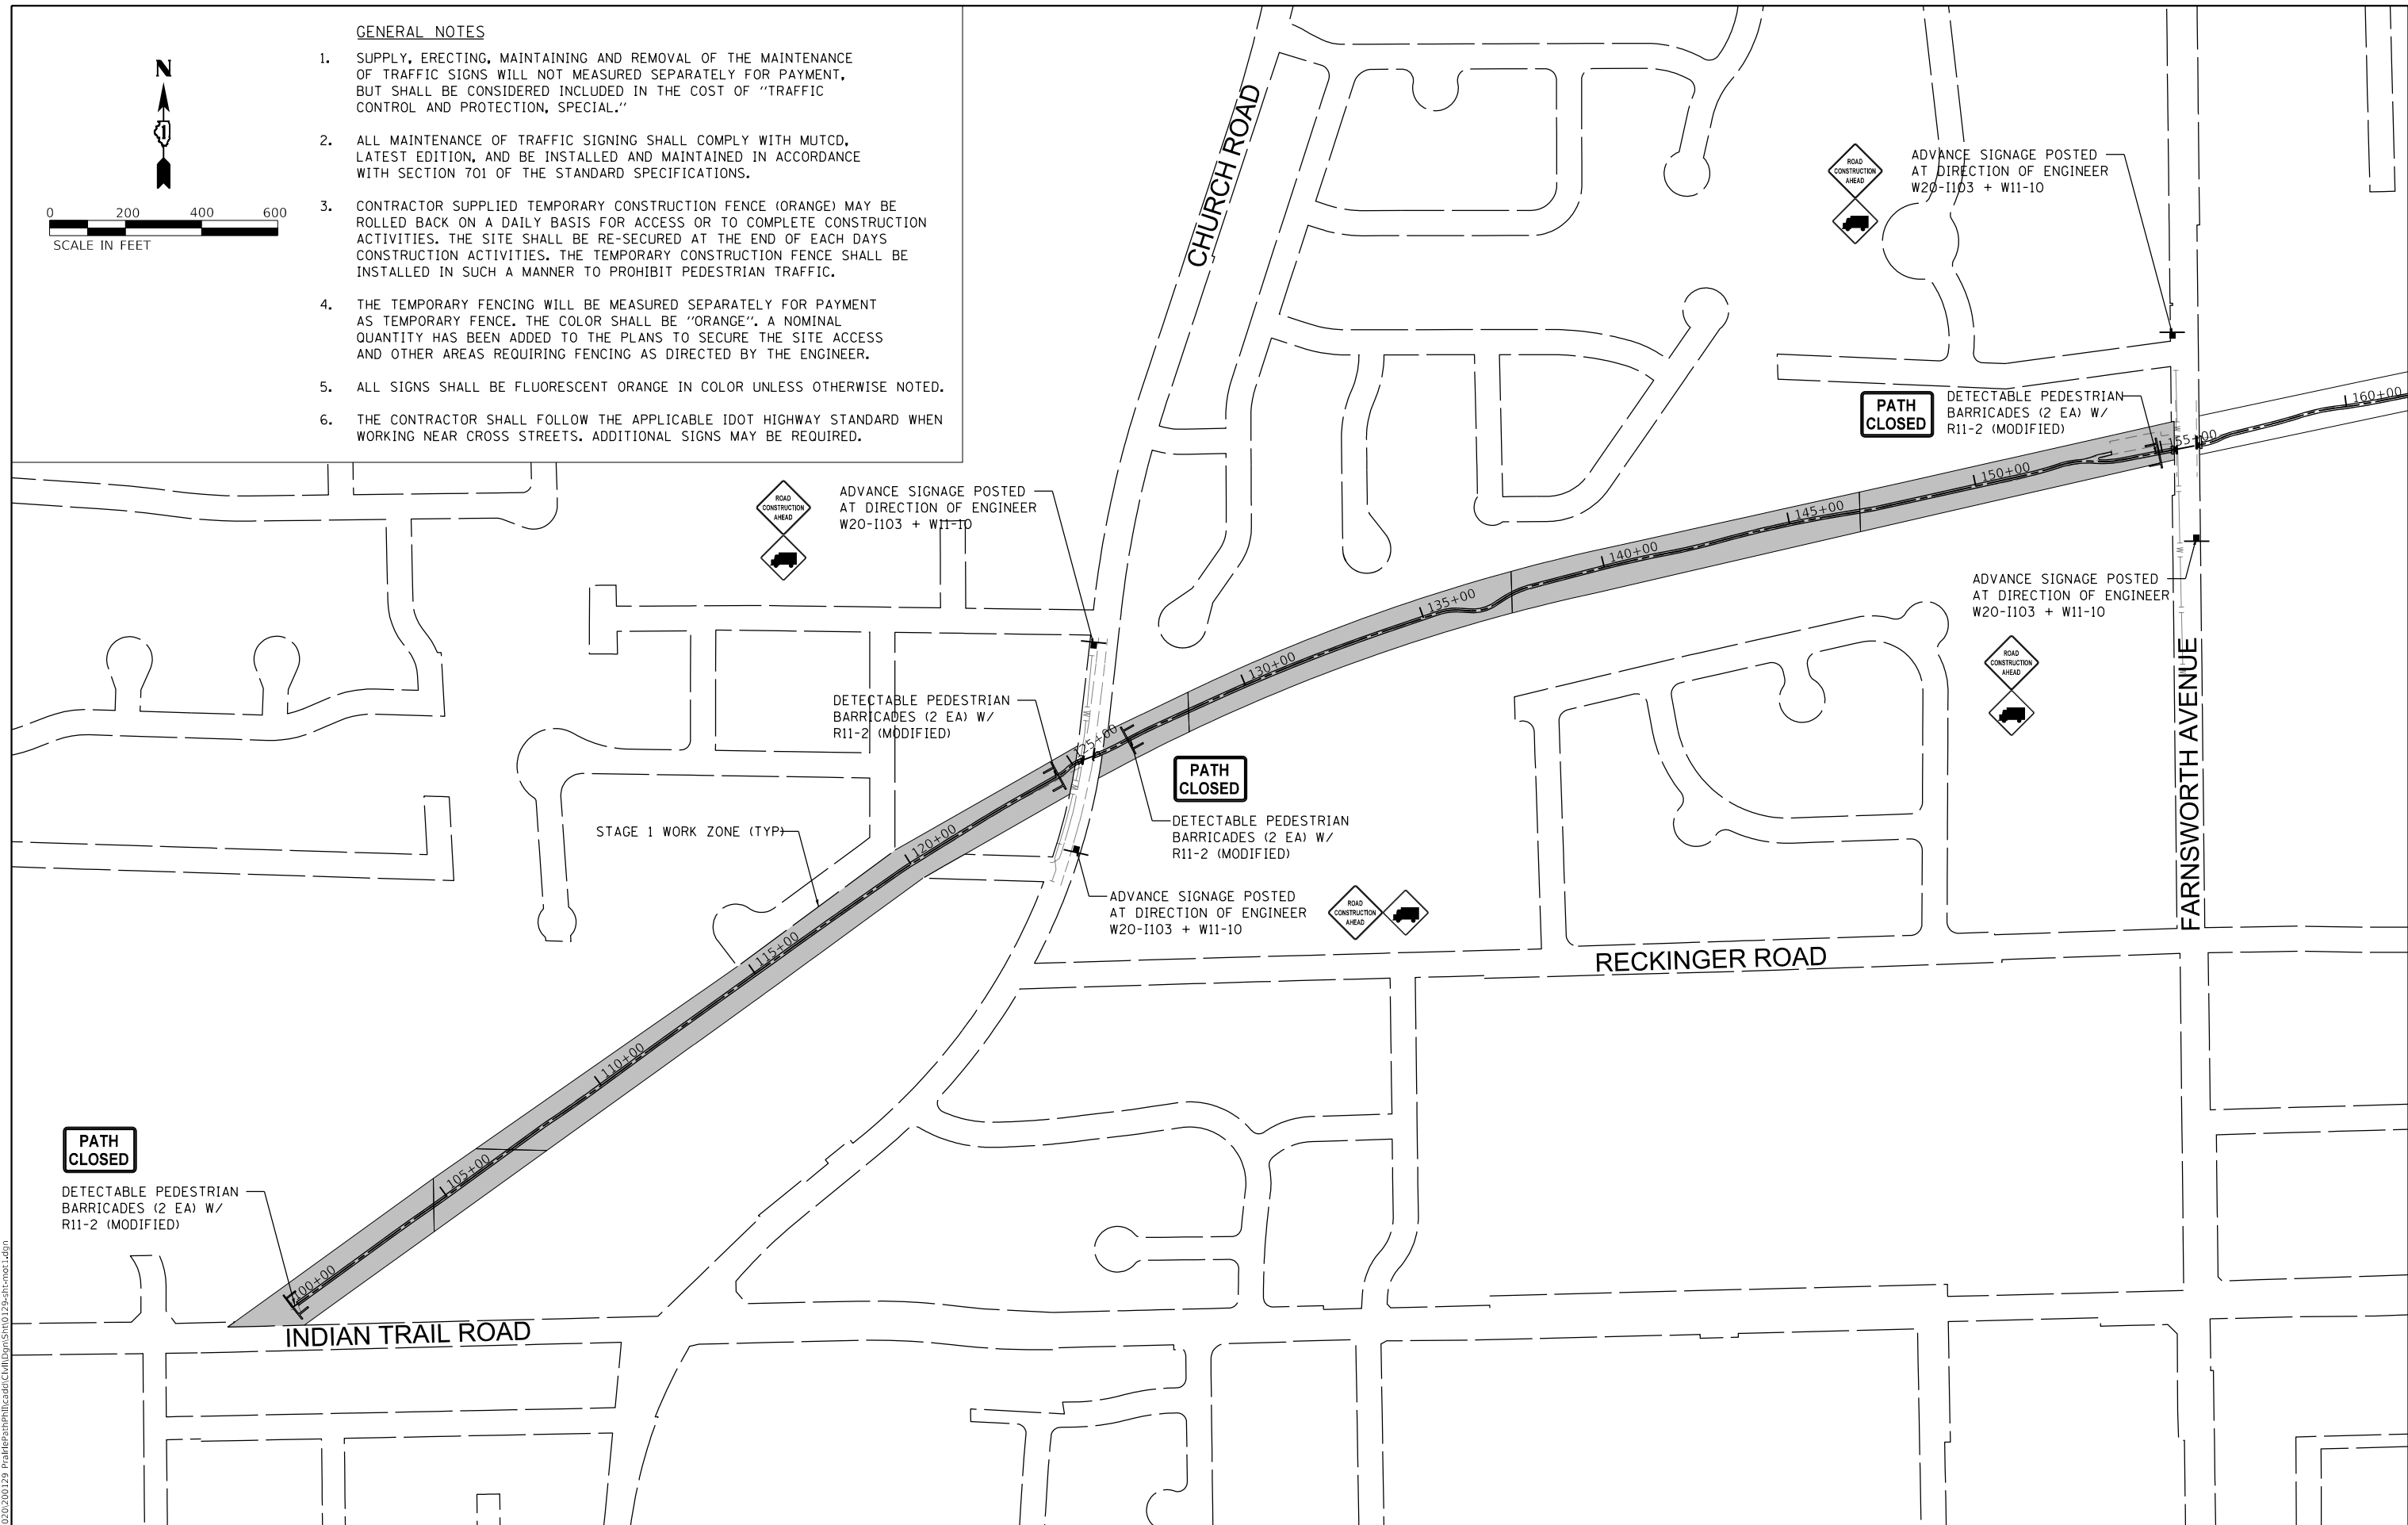 GENERAL NOTES
1. SUPPLY, ERECTING, MAINTAINING AND REMOVAL OF THE MAINTENANCE
OF TRAFFIC SIGNS WILL NOT MEASURED SEPARATELY FOR PAYMENT,
BUT SHALL BE CONSIDERED INCLUDED IN THE COST OF "TRAFFIC
CONTROL AND PROTECTION, SPECIAL."
2. ALL MAINTENANCE OF TRAFFIC SIGNING SHALL COMPLY WITH MUTCD,
LATEST EDITION, AND BE INSTALLED AND MAINTAINED IN ACCORDANCE
WITH SECTION 701 OF THE STANDARD SPECIFICATIONS.
3. CONTRACTOR SUPPLIED TEMPORARY CONSTRUCTION FENCE (ORANGE) MAY BE
ROLLED BACK ON A DAILY BASIS FOR ACCESS OR TO COMPLETE CONSTRUCTION
ACTIVITIES. THE SITE SHALL BE RE-SECURED AT THE END OF EACH DAYS
CONSTRUCTION ACTIVITIES. THE TEMPORARY CONSTRUCTION FENCE SHALL BE
INSTALLED IN SUCH A MANNER TO PROHIBIT PEDESTRIAN TRAFFIC.
4. THE TEMPORARY FENCING WILL BE MEASURED SEPARATELY FOR PAYMENT
AS TEMPORARY FENCE. THE COLOR SHALL BE "ORANGE". A NOMINAL
QUANTITY HAS BEEN ADDED TO THE PLANS TO SECURE THE SITE ACCESS
AND OTHER AREAS REQUIRING FENCING AS DIRECTED BY THE ENGINEER.
5. ALL SIGNS SHALL BE FLUORESCENT ORANGE IN COLOR UNLESS OTHERWISE NOTED.
6. THE CONTRACTOR SHALL FOLLOW THE APPLICABLE IDOT HIGHWAY STANDARD WHEN
WORKING NEAR CROSS STREETS. ADDITIONAL SIGNS MAY BE REQUIRED.
N
1
0 200 400 600
SCALE IN FEET
CHURCH ROAD
ROAD
CONSTRUCTION
AHEAD
ADVANCE SIGNAGE POSTED
AT DIRECTION OF ENGINEER
W20-I103 + W11-10
PATH
CLOSED
DETECTABLE PEDESTRIAN
BARRICADES (2 EA) W/
R11-2 (MODIFIED)
160+00
155+00
150+00
145+00
140+00
135+00
130+00
125+00
120+00
115+00
110+00
105+00
100+00
ROAD
CONSTRUCTION
AHEAD
ADVANCE SIGNAGE POSTED
AT DIRECTION OF ENGINEER
W20-I103 + W11-10
ADVANCE SIGNAGE POSTED
AT DIRECTION OF ENGINEER
W20-I103 + W11-10
ROAD
CONSTRUCTION
AHEAD
FARNSWORTH AVENUE
W
W
W
W
DETECTABLE PEDESTRIAN
BARRICADES (2 EA) W/
R11-2 (MODIFIED)
PATH
CLOSED
DETECTABLE PEDESTRIAN
BARRICADES (2 EA) W/
R11-2 (MODIFIED)
STAGE 1 WORK ZONE (TYP)
ADVANCE SIGNAGE POSTED
AT DIRECTION OF ENGINEER
W20-I103 + W11-10
ROAD
CONSTRUCTION
AHEAD
RECKINGER ROAD
PATH
CLOSED
DETECTABLE PEDESTRIAN
BARRICADES (2 EA) W/
R11-2 (MODIFIED)
INDIAN TRAIL ROAD